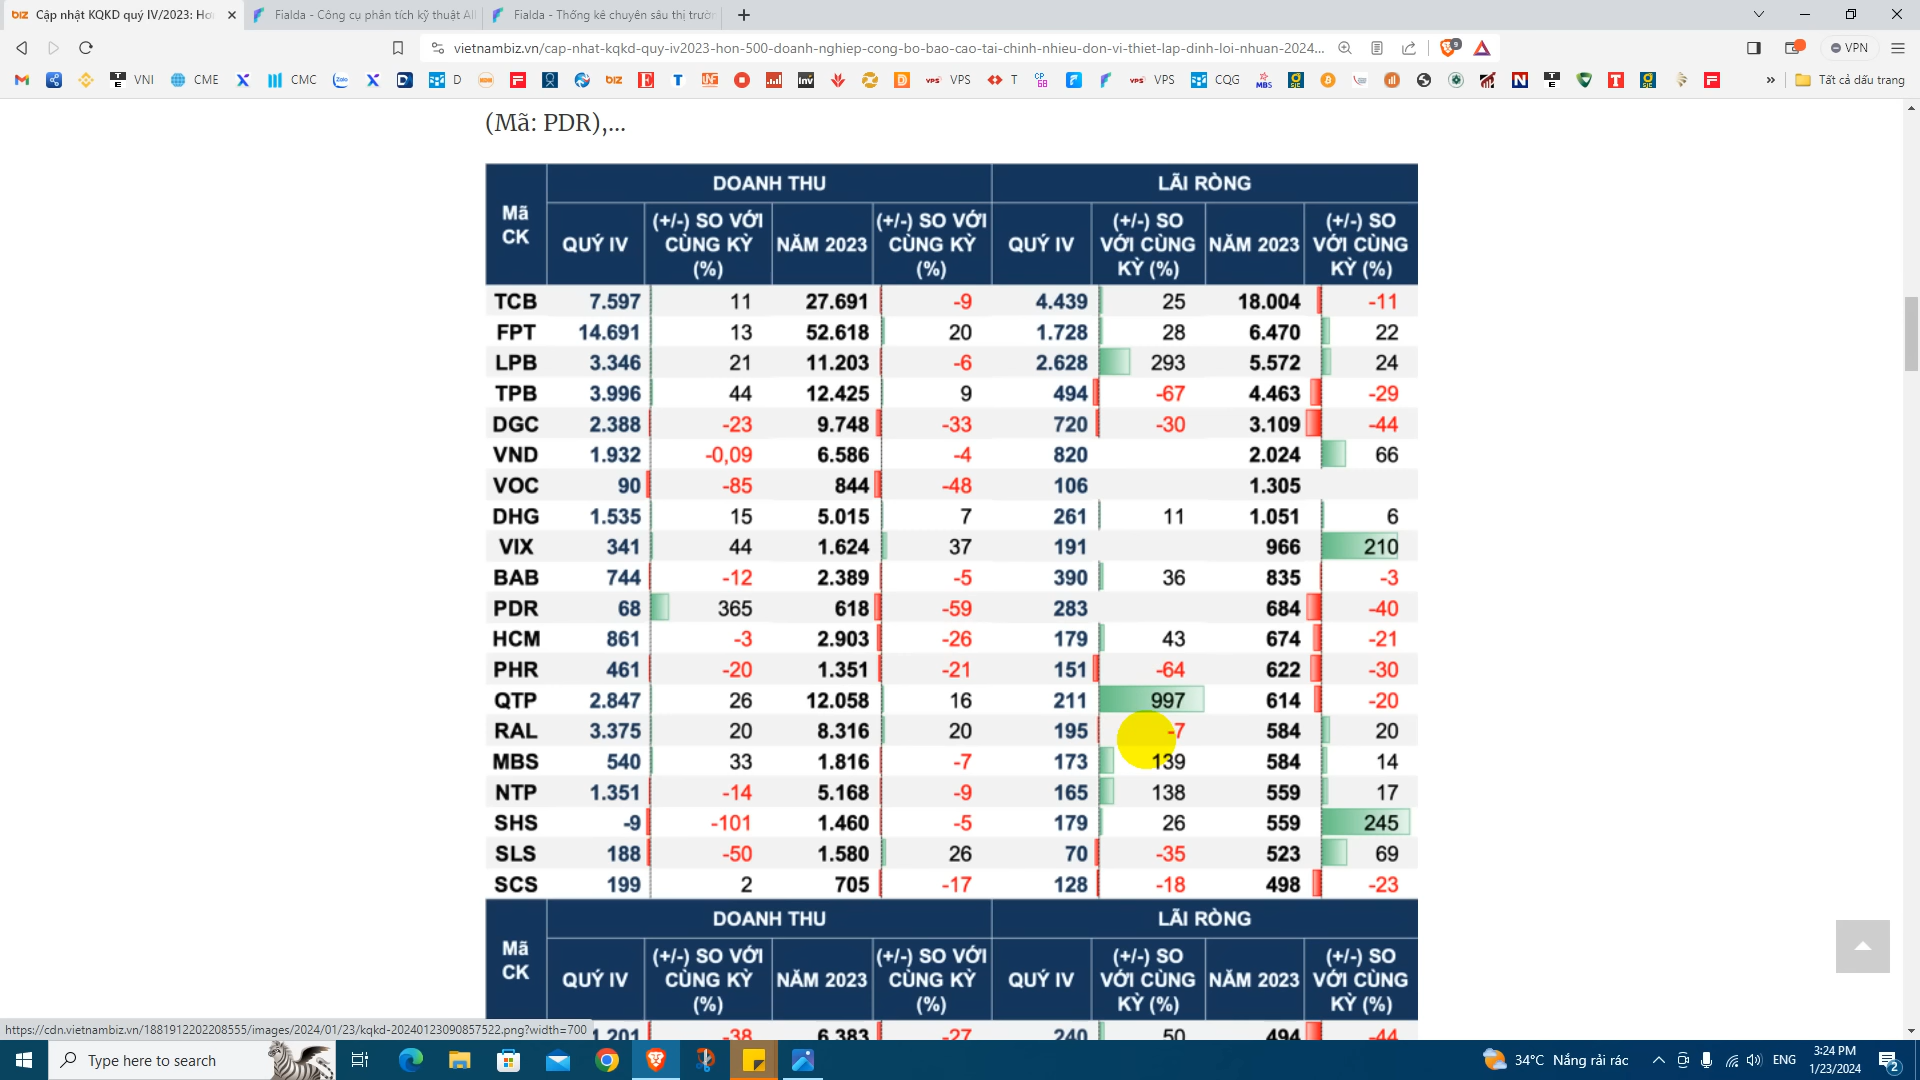 Cập nhật KQKD quý IV/2023: Hơ
Fialda - Công cụ phân tích kỹ thuật AI
Fialda - Thống kê chuyên sâu thị trườn
vietnambiz.vn/cap-nhat-kqkd-quy-iv2023-hon-500-doanh-nghiep-cong-bo-bao-cao-tai-chinh-nhieu-don-vi-thiet-lap-dinh-loi-nhuan-2024...
VPN
VNI CME CMC D VPS T VPS CQG Tất cả dấu trang
(Mã: PDR),...
Mã CK DOANH THU LÃI RÒNG
QUÝ IV (+/-) SO VỚI CÙNG KỲ (%) NĂM 2023 (+/-) SO VỚI CÙNG KỲ (%) QUÝ IV (+/-) SO VỚI CÙNG KỲ (%) NĂM 2023 (+/-) SO VỚI CÙNG KỲ (%)
TCB 7.597 11 27.691 -9 4.439 25 18.004 -11
FPT 14.691 13 52.618 20 1.728 28 6.470 22
LPB 3.346 21 11.203 -6 2.628 293 5.572 24
TPB 3.996 44 12.425 9 494 -67 4.463 -29
DGC 2.388 -23 9.748 -33 720 -30 3.109 -44
VND 1.932 -0,09 6.586 -4 820 2.024 66
VOC 90 -85 844 -48 106 1.305
DHG 1.535 15 5.015 7 261 11 1.051 6
VIX 341 44 1.624 37 191 966 210
BAB 744 -12 2.389 -5 390 36 835 -3
PDR 68 365 618 -59 283 684 -40
HCM 861 -3 2.903 -26 179 43 674 -21
PHR 461 -20 1.351 -21 151 -64 622 -30
QTP 2.847 26 12.058 16 211 997 614 -20
RAL 3.375 20 8.316 20 195 -7 584 20
MBS 540 33 1.816 -7 173 139 584 14
NTP 1.351 -14 5.168 -9 165 138 559 17
SHS -9 -101 1.460 -5 179 26 559 245
SLS 188 -50 1.580 26 70 -35 523 69
SCS 199 2 705 -17 128 -18 498 -23
Mã CK DOANH THU LÃI RÒNG
QUÝ IV (+/-) SO VỚI CÙNG KỲ (%) NĂM 2023 (+/-) SO VỚI CÙNG KỲ (%) QUÝ IV (+/-) SO VỚI CÙNG KỲ (%) NĂM 2023 (+/-) SO VỚI CÙNG KỲ (%)
1.201 -38 6.383 -27 240 50 494 -44
https://cdn.vietnambiz.vn/1881912202208555/images/2024/01/23/kqkd-20240123090857522.png?width=700
Type here to search
34°C Nắng rải rác
ENG
3:24 PM
1/23/2024
2